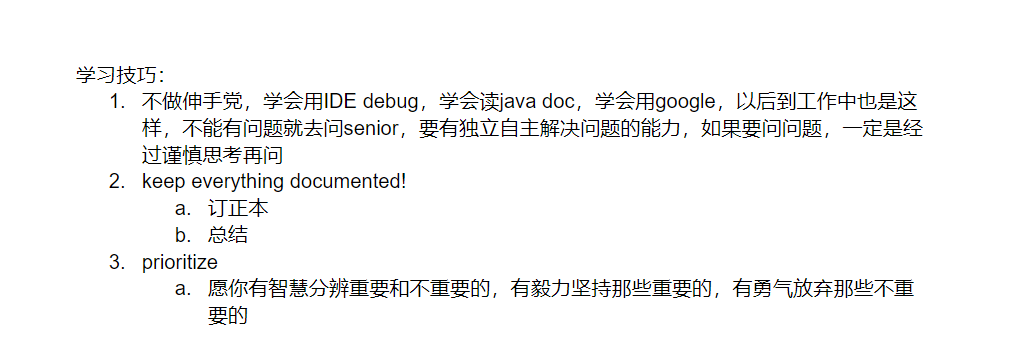 学习技巧：
1. 不做伸手党，学会用IDE debug，学会读java doc，学会用google，以后到工作中也是这
样，不能有问题就去问senior，要有独立自主解决问题的能力，如果要问问题，一定是经
过谨慎思考再问
2. keep everything documented!
a. 订正本
b. 总结
3. prioritize
a. 愿你有智慧分辨重要和不重要的，有毅力坚持那些重要的，有勇气放弃那些不重
要的